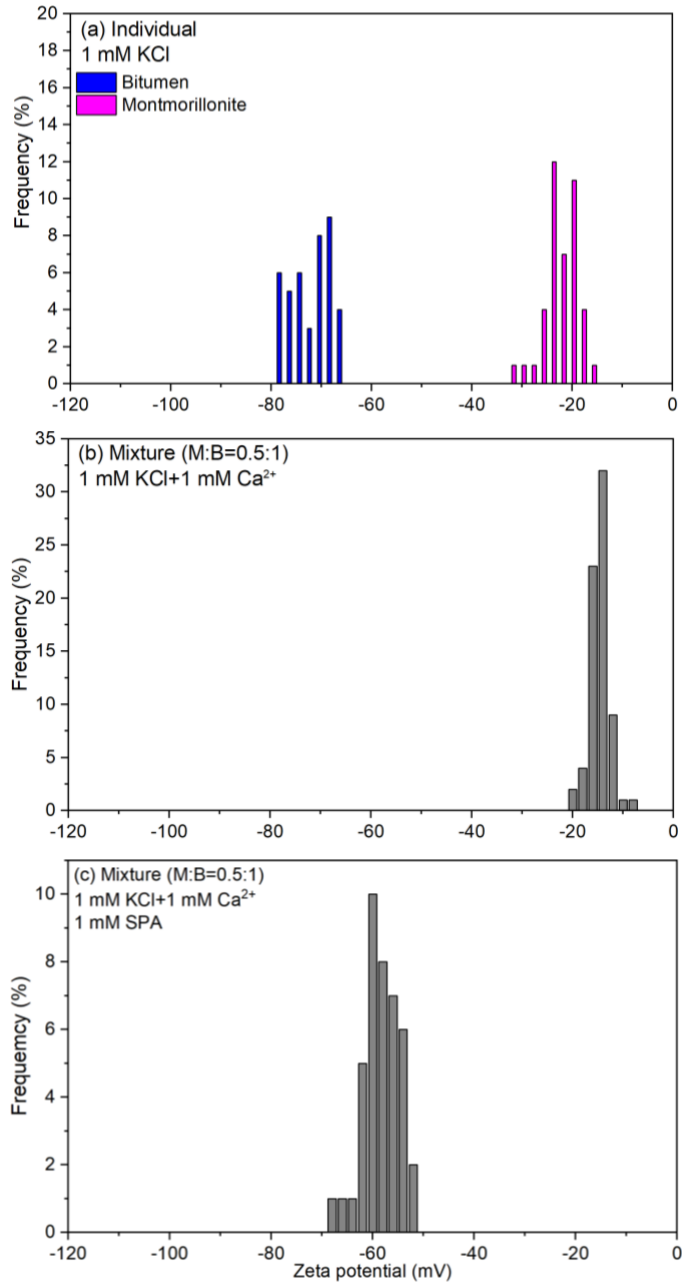 (a) Individual
1 mM KCl
Bitumen
Montmorillonite
Frequency (%)
20
18
16
14
12
10
8
6
4
2
0
-120 -100 -80 -60 -40 -20 0
(b) Mixture (M:B=0.5:1)
1 mM KCl+1 mM Ca²⁺
Frequency (%)
35
30
25
20
15
10
5
0
-120 -100 -80 -60 -40 -20 0
(c) Mixture (M:B=0.5:1)
1 mM KCl+1 mM Ca²⁺
1 mM SPA
Frequemcy (%)
10
8
6
4
2
0
-120 -100 -80 -60 -40 -20 0
Zeta potential (mV)